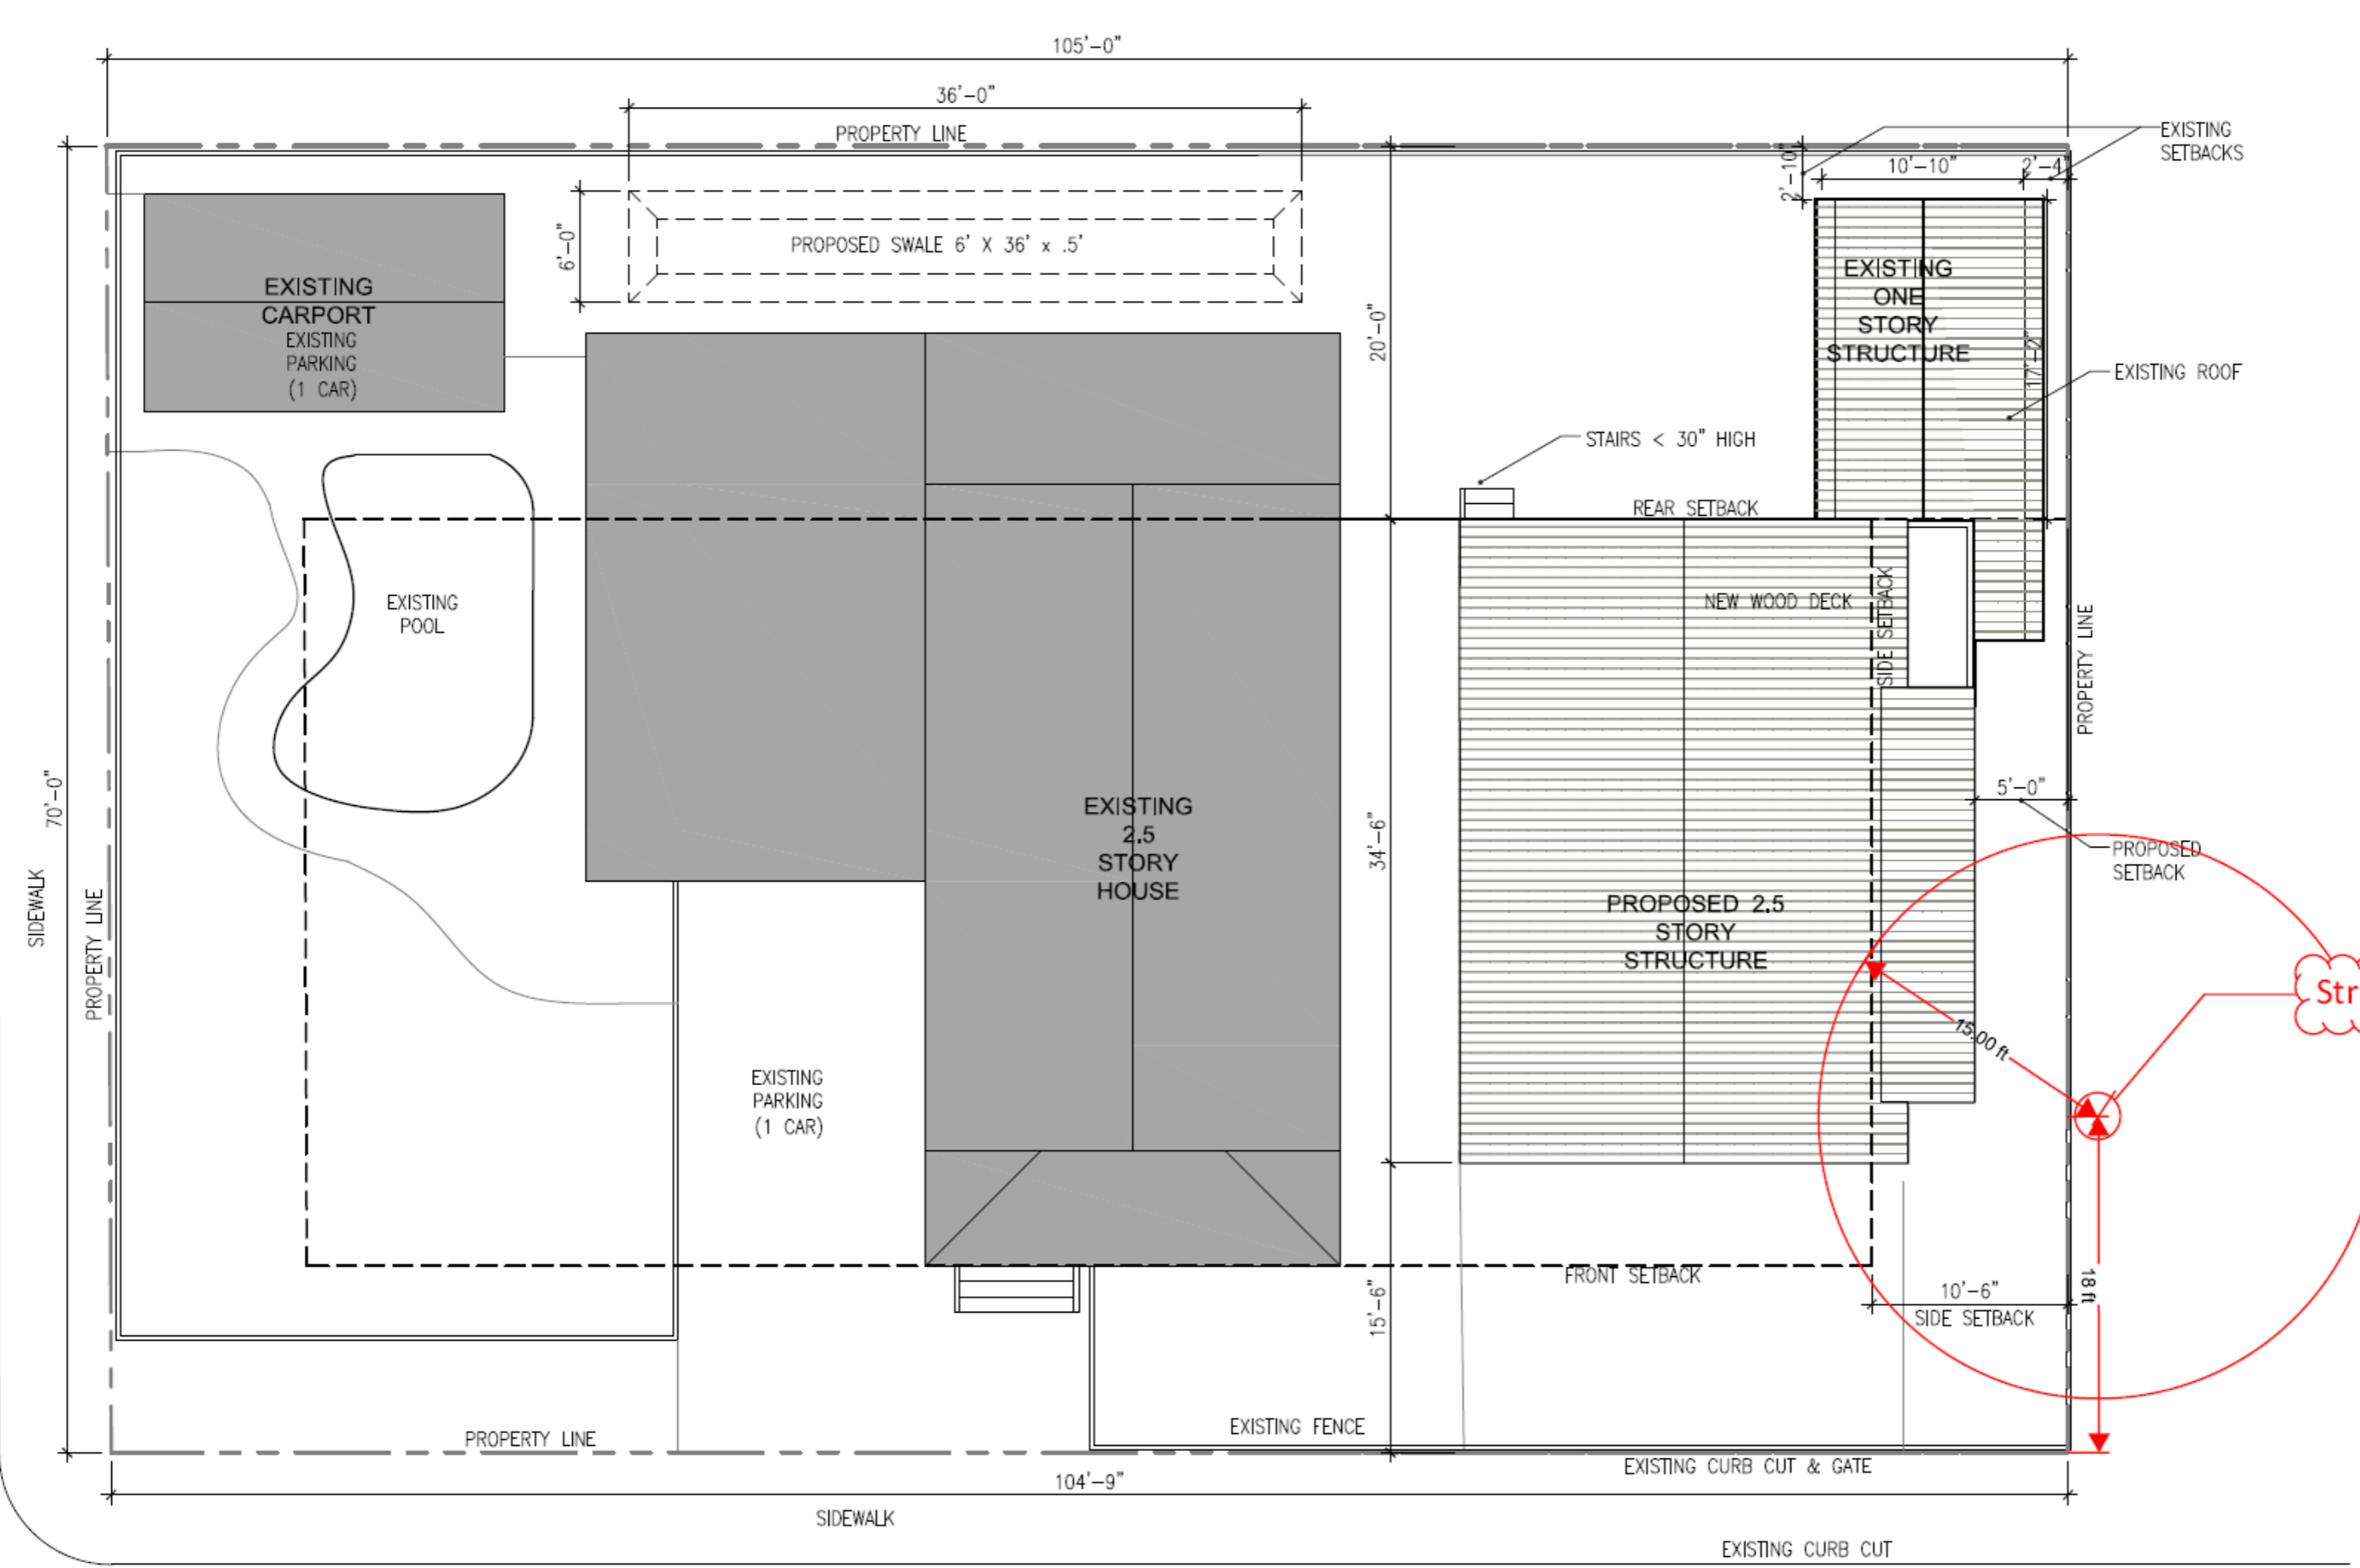 105'-0"
36'-0"
PROPERTY LINE
EXISTING
SETBACKS
2'-10"
10'-10"
2'-4"
6'-0"
PROPOSED SWALE 6' X 36' x .5'
EXISTING
CARPORT
EXISTING
PARKING
(1 CAR)
20'-0"
EXISTING
ONE
STORY
STRUCTURE
17'-2"
EXISTING ROOF
STAIRS < 30" HIGH
REAR SETBACK
EXISTING
POOL
NEW WOOD DECK
SIDE SETBACK
PROPERTY LINE
70'-0"
SIDEWALK
PROPERTY LINE
EXISTING
2.5
STORY
HOUSE
34'-6"
5'-0"
PROPOSED
SETBACK
PROPOSED 2.5
STORY
STRUCTURE
Str
15.00 ft
EXISTING
PARKING
(1 CAR)
FRONT SETBACK
15'-6"
10'-6"
SIDE SETBACK
18 ft
EXISTING FENCE
PROPERTY LINE
EXISTING CURB CUT & GATE
104'-9"
SIDEWALK
EXISTING CURB CUT